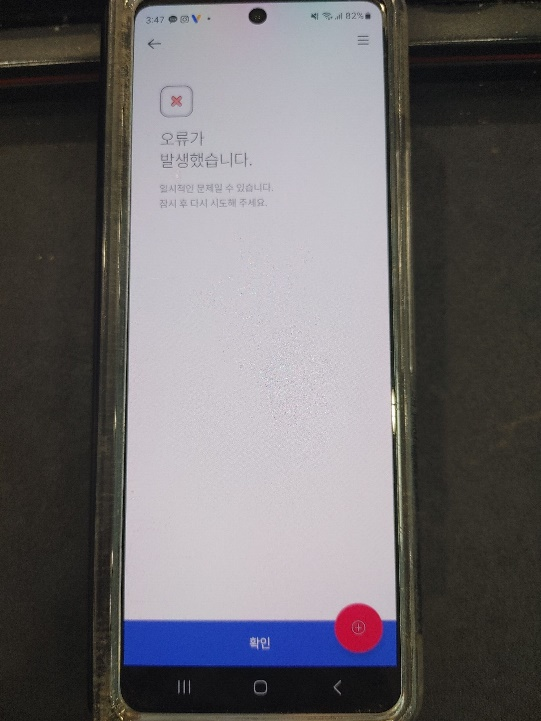 3:47
82%
오류가
발생했습니다.
일시적인 문제일 수 있습니다.
잠시 후 다시 시도해 주세요.
확인